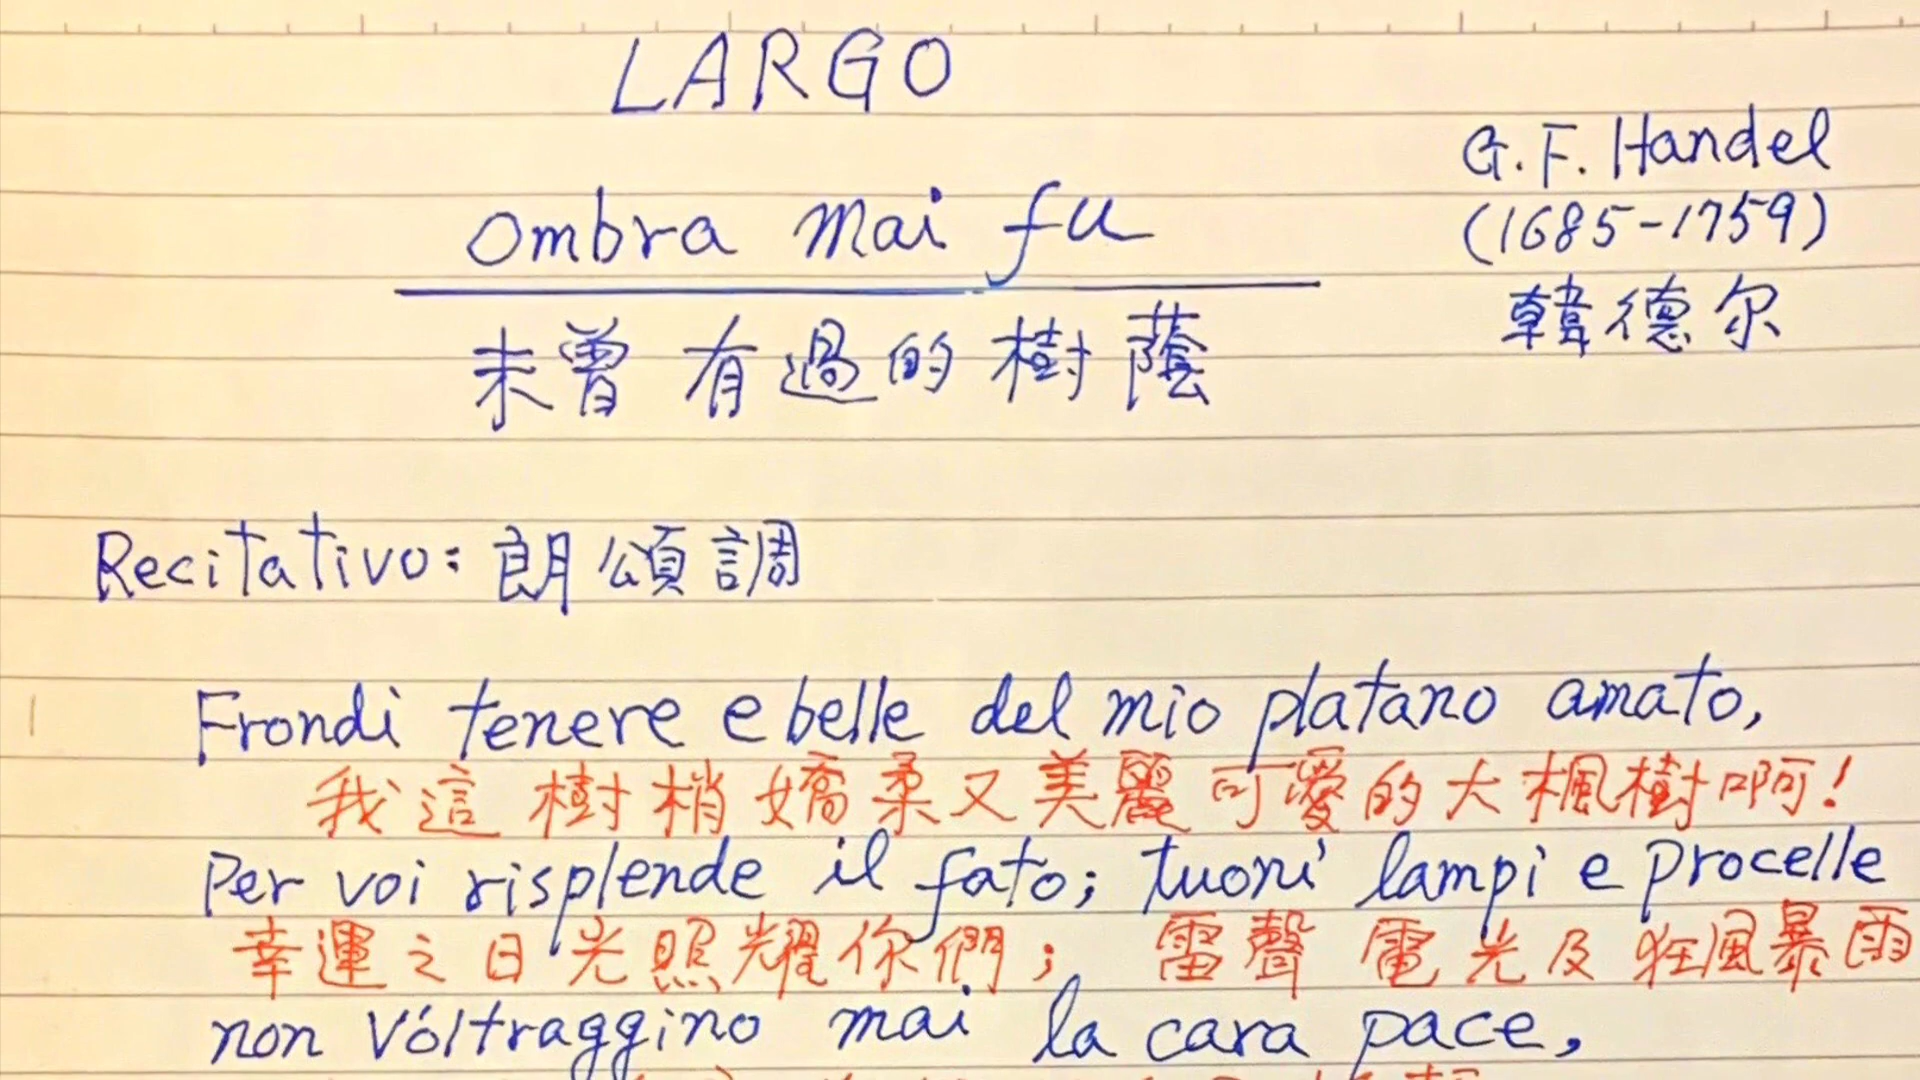 LARGO
G.F. Handel
Ombra mai fu
(1685-1759)
韓德尔
未曾有過的樹蔭
Recitativo: 朗頌調
Frondi tenere e belle del mio platano amato,
我這樹梢嬌柔又美麗可愛的大楓樹啊!
Per voi risplende il fato; tuoni lampi e procelle
幸運之日光照耀你們; 雷聲電光及狂風暴雨
non v'óltraggino mai la cara pace,